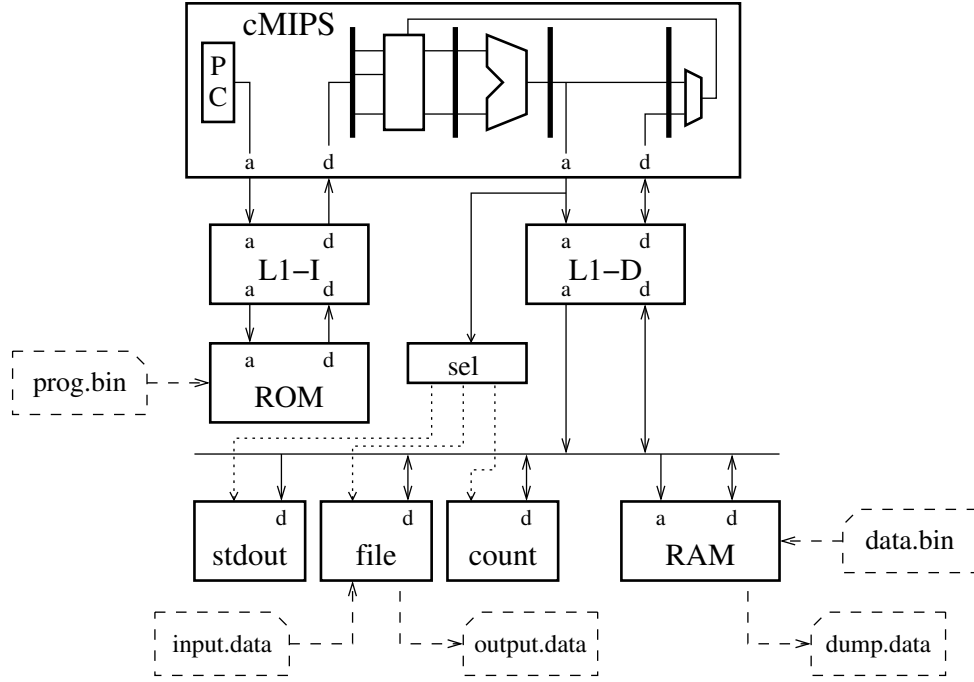 cMIPS
P
C
a d a d
a d a d
L1-I L1-D
a d a d
a d sel
prog.bin
ROM
d d d a d
stdout file count RAM data.bin
input.data output.data dump.data